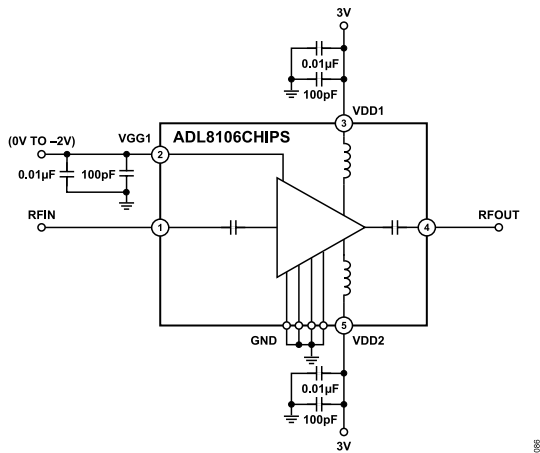 3V
0.01µF
100pF
VDD1
3
ADL8106CHIPS
(0V TO –2V)
VGG1
2
0.01µF
100pF
RFIN
1
4
RFOUT
GND
5
VDD2
0.01µF
100pF
3V
086